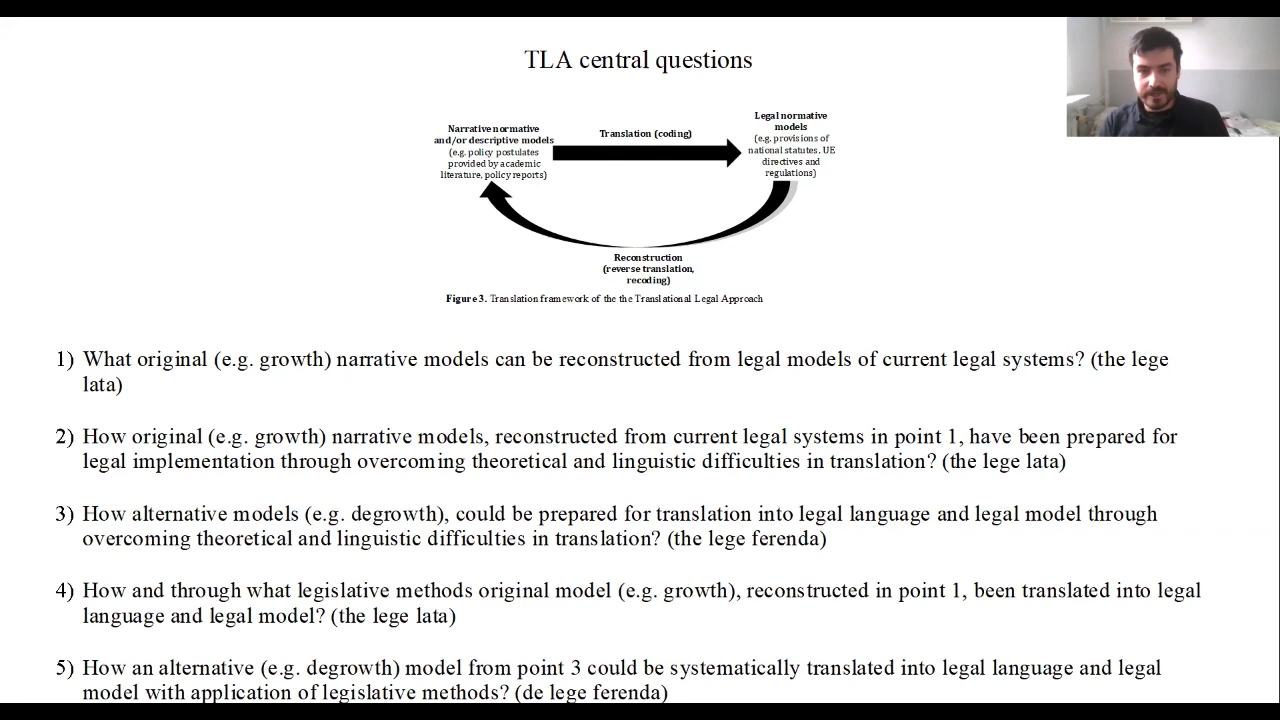 TLA central questions
Narrative normative
and/or descriptive models
(e.g. policy postulates
provided by academic
literature, policy reports)
Translation (coding)
Legal normative
models
(e.g. provisions of
national statutes, UE
directives and
regulations)
Reconstruction
(reverse translation,
recoding)
Figure 3. Translation framework of the the Translational Legal Approach
1) What original (e.g. growth) narrative models can be reconstructed from legal models of current legal systems? (the lege
lata)
2) How original (e.g. growth) narrative models, reconstructed from current legal systems in point 1, have been prepared for
legal implementation through overcoming theoretical and linguistic difficulties in translation? (the lege lata)
3) How alternative models (e.g. degrowth), could be prepared for translation into legal language and legal model through
overcoming theoretical and linguistic difficulties in translation? (the lege ferenda)
4) How and through what legislative methods original model (e.g. growth), reconstructed in point 1, been translated into legal
language and legal model? (the lege lata)
5) How an alternative (e.g. degrowth) model from point 3 could be systematically translated into legal language and legal
model with application of legislative methods? (de lege ferenda)